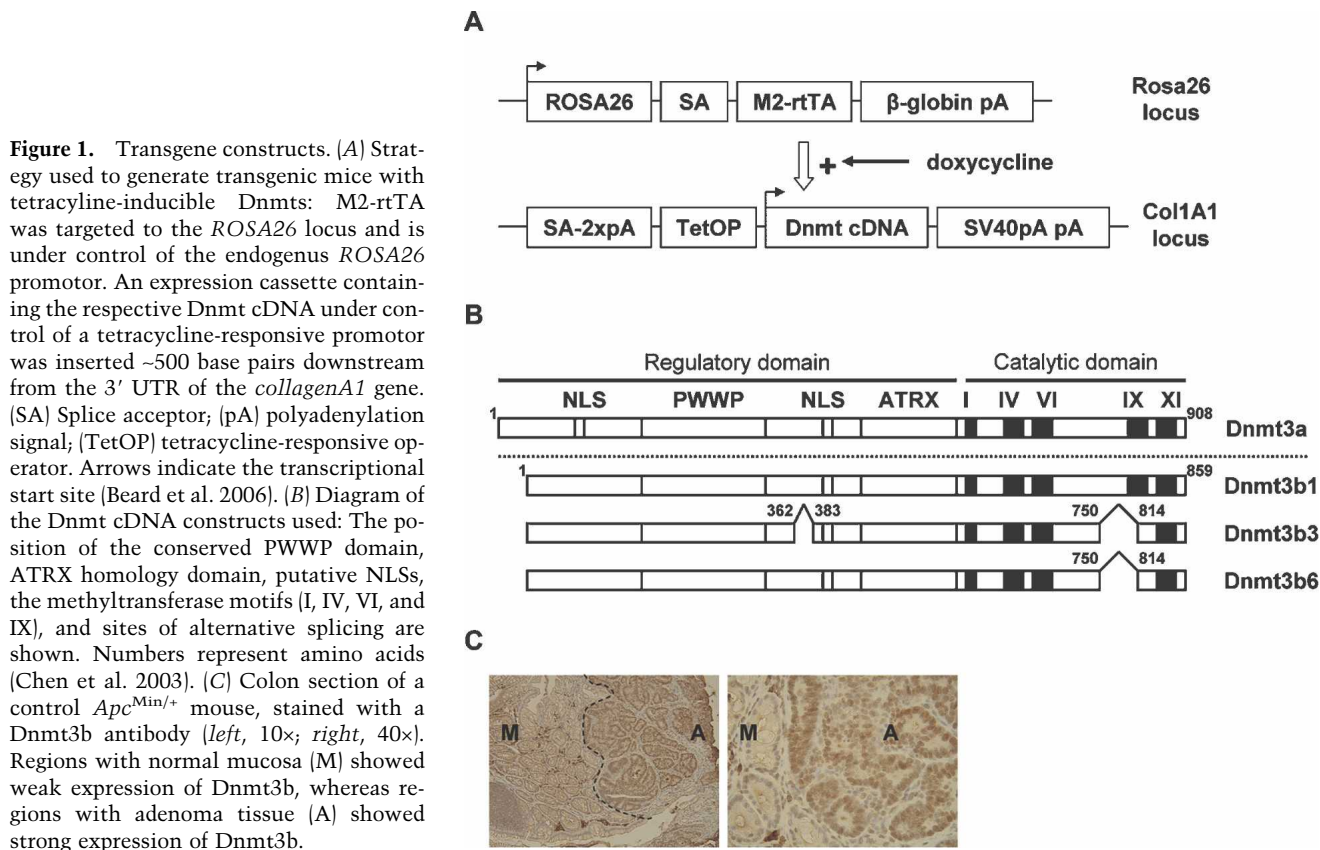 Figure 1. Transgene constructs. (A) Strat-
egy used to generate transgenic mice with
tetracyline-inducible Dnmts: M2-rtTA
was targeted to the ROSA26 locus and is
under control of the endogenus ROSA26
promotor. An expression cassette contain-
ing the respective Dnmt cDNA under con-
trol of a tetracycline-responsive promotor
was inserted ~500 base pairs downstream
from the 3′ UTR of the collagenA1 gene.
(SA) Splice acceptor; (pA) polyadenylation
signal; (TetOP) tetracycline-responsive op-
erator. Arrows indicate the transcriptional
start site (Beard et al. 2006). (B) Diagram of
the Dnmt cDNA constructs used: The po-
sition of the conserved PWWP domain,
ATRX homology domain, putative NLSs,
the methyltransferase motifs (I, IV, VI, and
IX), and sites of alternative splicing are
shown. Numbers represent amino acids
(Chen et al. 2003). (C) Colon section of a
control ApcMin/+ mouse, stained with a
Dnmt3b antibody (left, 10×; right, 40×).
Regions with normal mucosa (M) showed
weak expression of Dnmt3b, whereas re-
gions with adenoma tissue (A) showed
strong expression of Dnmt3b.
A
ROSA26 SA M2-rtTA β-globin pA
Rosa26
locus
+ doxycycline
SA-2xpA TetOP Dnmt cDNA SV40pA pA
Col1A1
locus
B
Regulatory domain Catalytic domain
NLS PWWP NLS ATRX I IV VI IX XI
1 908 Dnmt3a
1 859 Dnmt3b1
362 383 750 814 Dnmt3b3
750 814 Dnmt3b6
C
M A M A